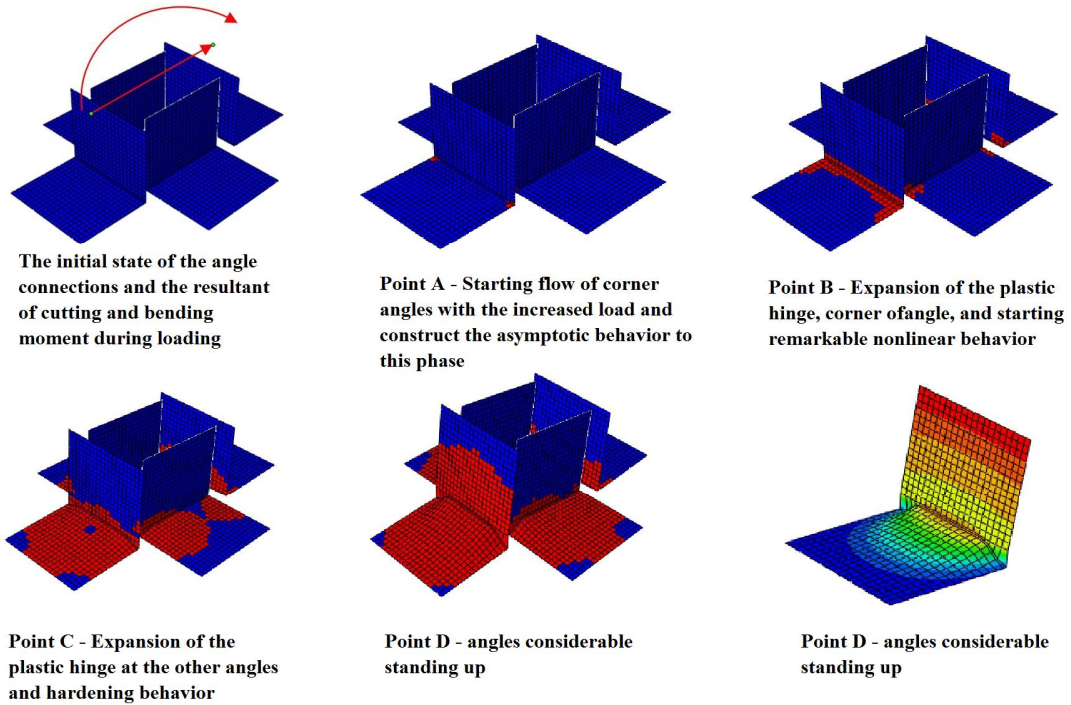 The initial state of the angle
connections and the resultant
of cutting and bending
moment during loading
Point A - Starting flow of corner
angles with the increased load and
construct the asymptotic behavior to
this phase
Point B - Expansion of the plastic
hinge, corner ofangle, and starting
remarkable nonlinear behavior
Point C - Expansion of the
plastic hinge at the other angles
and hardening behavior
Point D - angles considerable
standing up
Point D - angles considerable
standing up